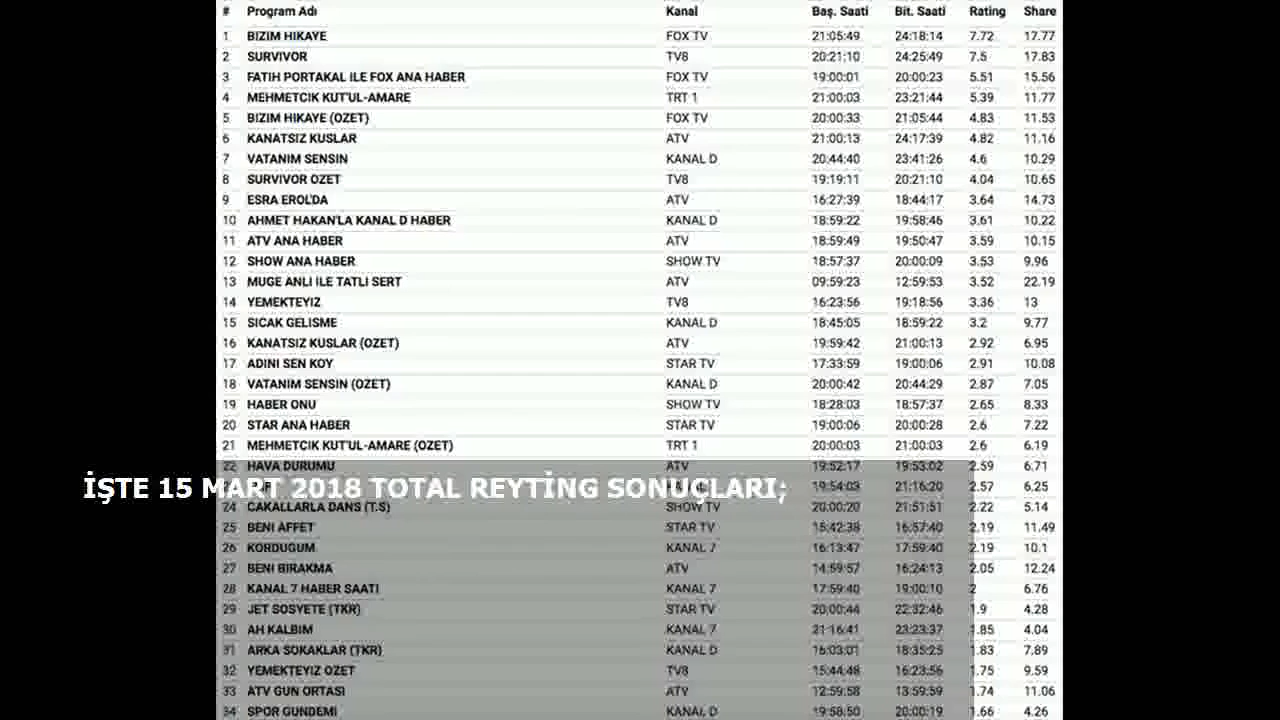 # Program Adı Kanal Baş. Saati Bit. Saati Rating Share
1 BIZIM HIKAYE FOX TV 21:05:49 24:18:14 7.72 17.77
2 SURVIVOR TV8 20:21:10 24:25:49 7.5 17.83
3 FATIH PORTAKAL ILE FOX ANA HABER FOX TV 19:00:01 20:00:23 5.51 15.56
4 MEHMETCIK KUT'UL-AMARE TRT 1 21:00:03 23:21:44 5.39 11.77
5 BIZIM HIKAYE (OZET) FOX TV 20:00:33 21:05:44 4.83 11.53
6 KANATSIZ KUSLAR ATV 21:00:13 24:17:39 4.82 11.16
7 VATANIM SENSIN KANAL D 20:44:40 23:41:26 4.6 10.29
8 SURVIVOR OZET TV8 19:19:11 20:21:10 4.04 10.65
9 ESRA EROL'DA ATV 16:27:39 18:44:17 3.64 14.73
10 AHMET HAKAN'LA KANAL D HABER KANAL D 18:59:22 19:58:46 3.61 10.22
11 ATV ANA HABER ATV 18:59:49 19:50:47 3.59 10.15
12 SHOW ANA HABER SHOW TV 18:57:37 20:00:09 3.53 9.96
13 MUGE ANLI ILE TATLI SERT ATV 09:59:23 12:59:53 3.52 22.19
14 YEMEKTEYIZ TV8 16:23:56 19:18:56 3.36 13
15 SICAK GELISME KANAL D 18:45:05 18:59:22 3.2 9.77
16 KANATSIZ KUSLAR (OZET) ATV 19:59:42 21:00:13 2.92 6.95
17 ADINI SEN KOY STAR TV 17:33:59 19:00:06 2.91 10.08
18 VATANIM SENSIN (OZET) KANAL D 20:00:42 20:44:29 2.87 7.05
19 HABER ONU SHOW TV 18:28:03 18:57:37 2.65 8.33
20 STAR ANA HABER STAR TV 19:00:06 20:00:28 2.6 7.22
21 MEHMETCIK KUT'UL-AMARE (OZET) TRT 1 20:00:03 21:00:03 2.6 6.19
22 HAVA DURUMU ATV 19:52:17 19:53:02 2.59 6.71
İŞTE 15 MART 2018 TOTAL REYTİNG SONUÇLARI;
19:54:03 21:16:20 2.57 6.25
24 CAKALLARLA DANS (T.S) SHOW TV 20:00:20 21:51:51 2.22 5.14
25 BENI AFFET STAR TV 15:42:38 16:57:40 2.19 11.49
26 KORDUGUM KANAL 7 16:13:47 17:59:40 2.19 10.1
27 BENI BIRAKMA ATV 14:59:57 16:24:13 2.05 12.24
28 KANAL 7 HABER SAATI KANAL 7 17:59:40 19:00:10 2 6.76
29 JET SOSYETE (TKR) STAR TV 20:00:44 22:32:46 1.9 4.28
30 AH KALBIM KANAL 7 21:16:41 23:23:37 1.85 4.04
31 ARKA SOKAKLAR (TKR) KANAL D 16:03:01 18:35:25 1.83 7.89
32 YEMEKTEYIZ OZET TV8 15:44:48 16:23:56 1.75 9.59
33 ATV GUN ORTASI ATV 12:59:58 13:59:59 1.74 11.06
34 SPOR GUNDEMI KANAL D 19:58:50 20:00:19 1.66 4.26